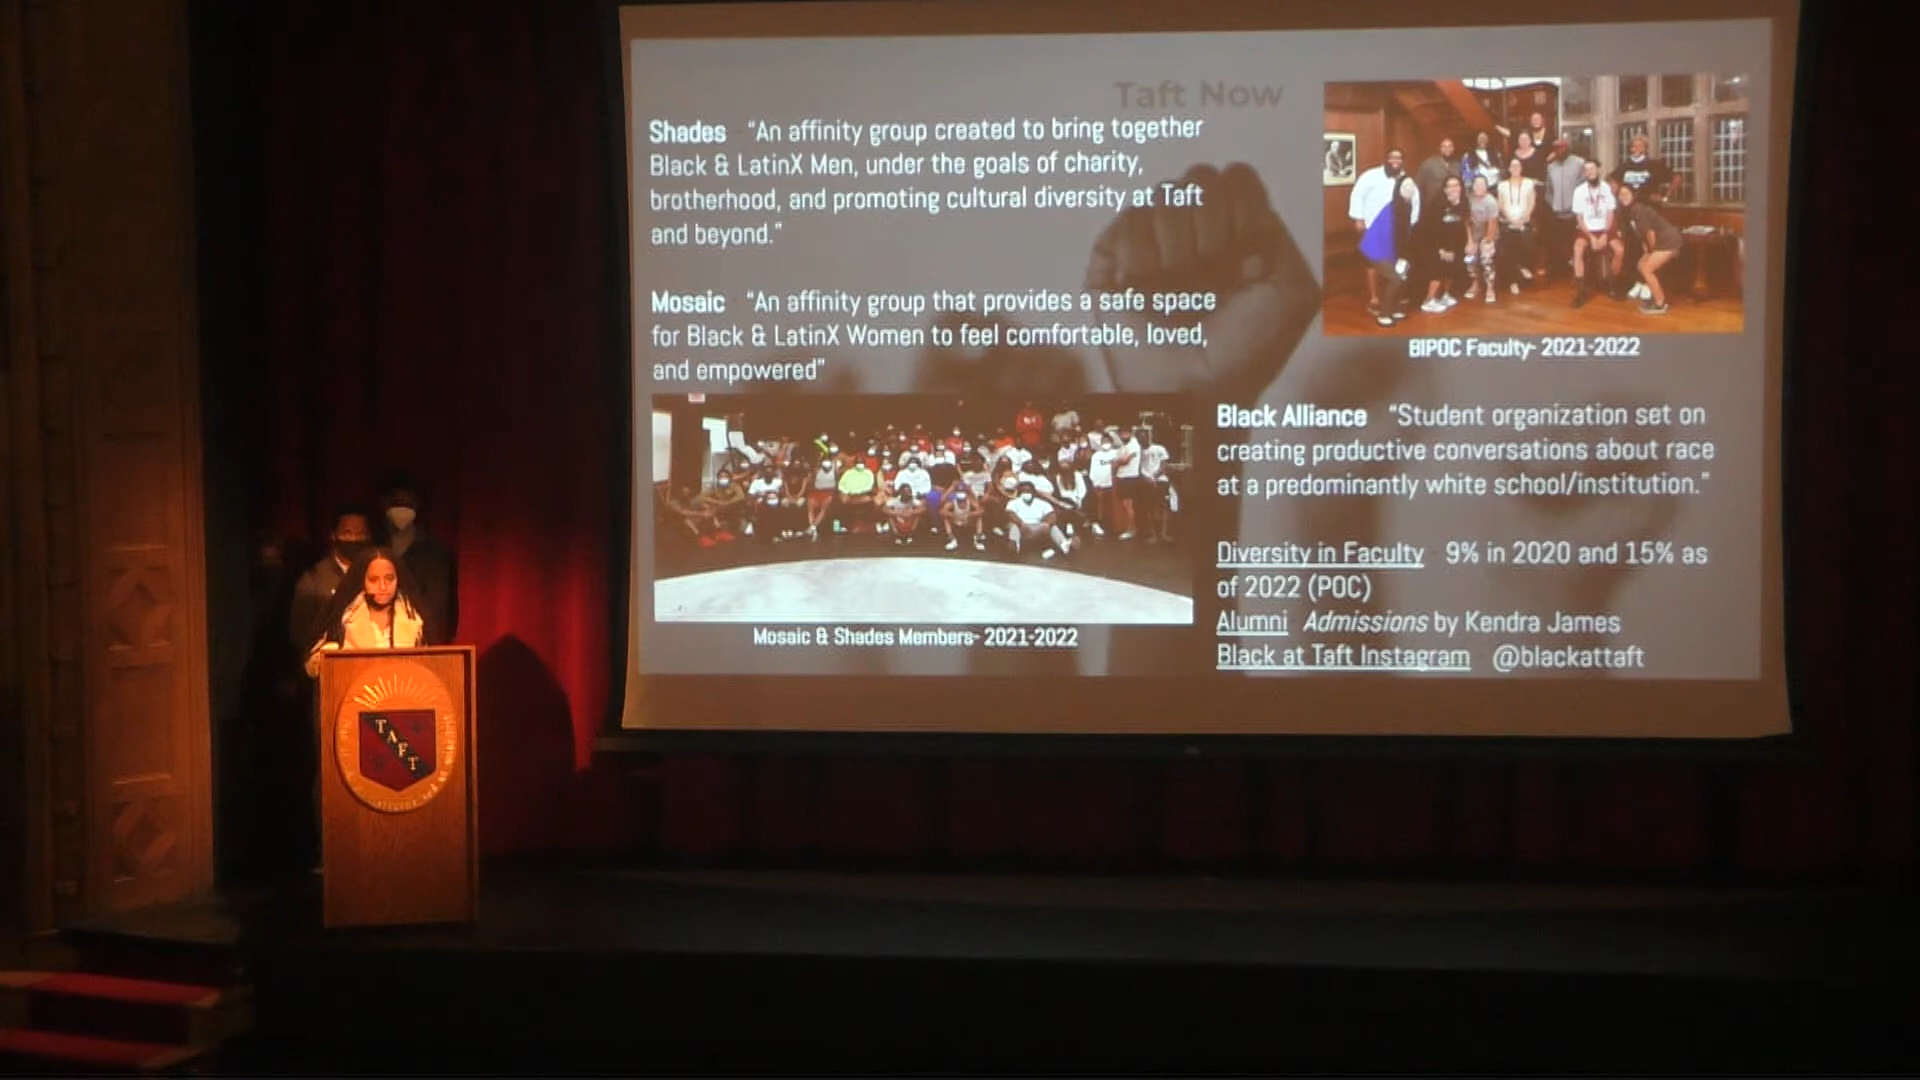 Taft Now
Shades "An affinity group created to bring together
Black & LatinX Men, under the goals of charity,
brotherhood, and promoting cultural diversity at Taft
and beyond."
Mosaic "An affinity group that provides a safe space
for Black & LatinX Women to feel comfortable, loved,
and empowered"
Mosaic & Shades Members- 2021-2022
BIPOC Faculty- 2021-2022
Black Alliance "Student organization set on
creating productive conversations about race
at a predominantly white school/institution."
Diversity in Faculty 9% in 2020 and 15% as
of 2022 (POC)
Alumni Admissions by Kendra James
Black at Taft Instagram @blackattaft
TAFT